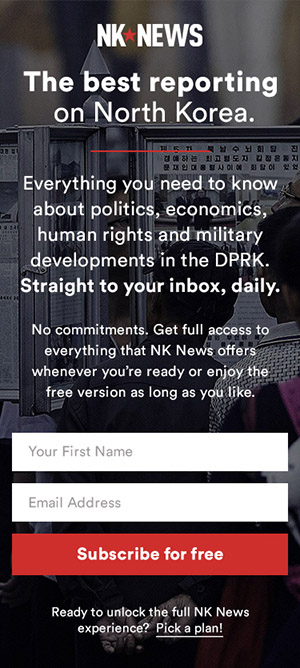 NK★NEWS
The best reporting
on North Korea.
Everything you need to know
about politics, economics,
human rights and military
developments in the DPRK.
Straight to your inbox, daily.
No commitments. Get full access to
everything that NK News offers
whenever you’re ready or enjoy the
free version as long as you like.
Your First Name
Email Address
Subscribe for free
Ready to unlock the full NK News
experience? Pick a plan!